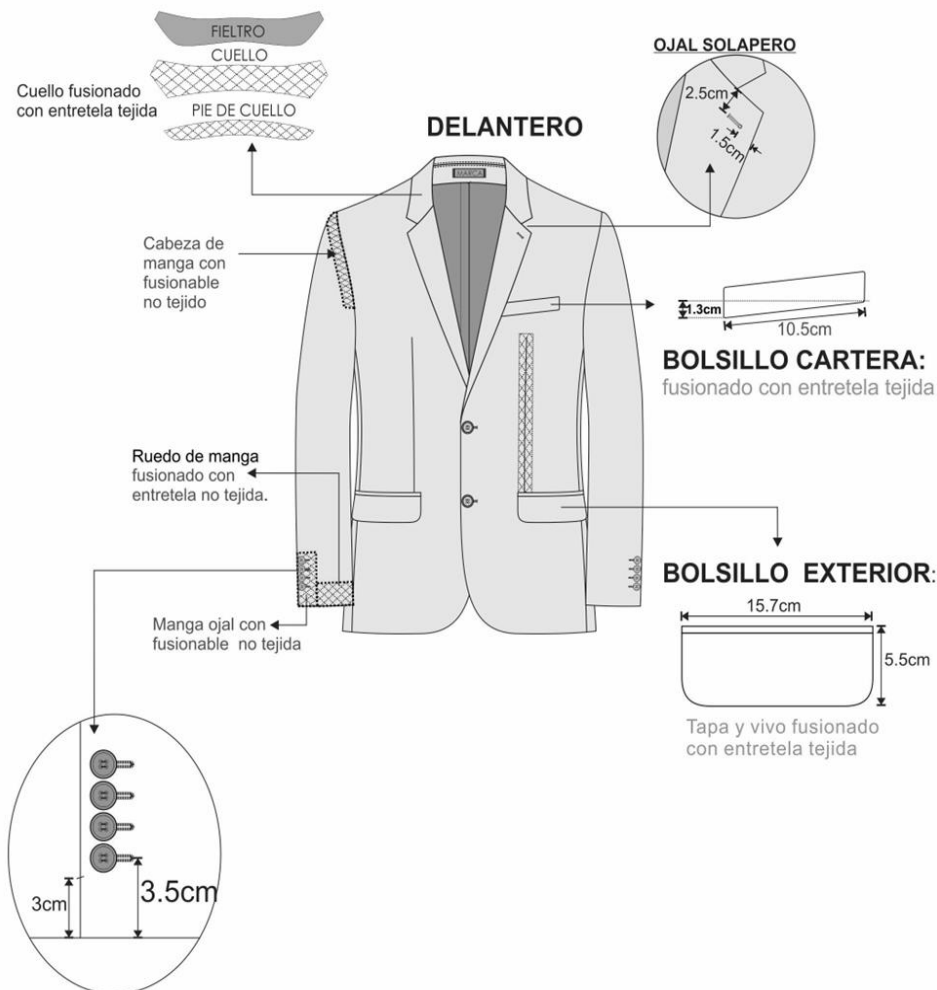 FIELTRO
CUELLO
Cuello fusionado
con entretela tejida
PIE DE CUELLO
DELANTERO
OJAL SOLAPERO
2.5cm
1.5cm
MARCA
Cabeza de
manga con
fusionable
no tejido
1.3cm
10.5cm
BOLSILLO CARTERA:
fusionado con entretela tejida
Ruedo de manga
fusionado con
entretela no tejida.
Manga ojal con
fusionable no tejida
BOLSILLO EXTERIOR:
15.7cm
5.5cm
Tapa y vivo fusionado
con entretela tejida
3cm
3.5cm